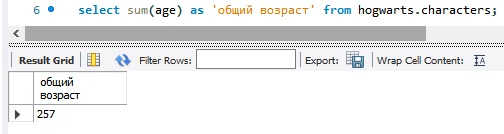 6 select sum(age) as 'общий возраст' from hogwarts.characters;
Result Grid Filter Rows: Export: Wrap Cell Content:
общий
возраст
257